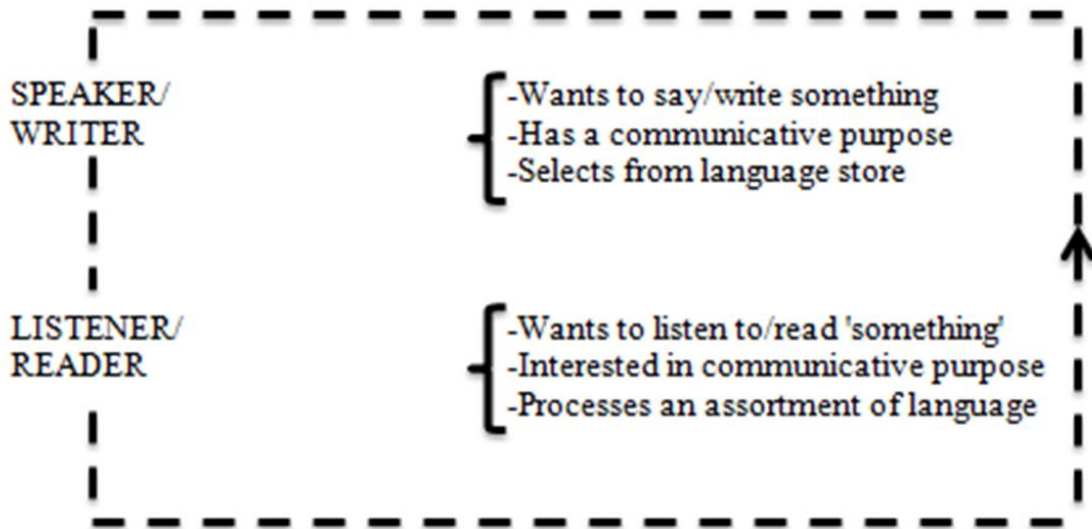 SPEAKER/
WRITER
-Wants to say/write something
-Has a communicative purpose
-Selects from language store
LISTENER/
READER
-Wants to listen to/read 'something'
-Interested in communicative purpose
-Processes an assortment of language